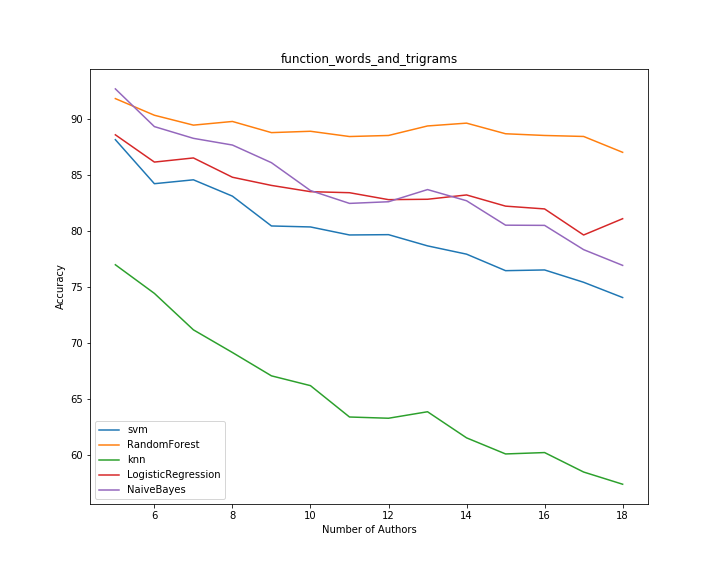 function_words_and_trigrams
Accuracy
90
85
80
75
70
65
60
svm
RandomForest
knn
LogisticRegression
NaiveBayes
6 8 10 12 14 16 18
Number of Authors